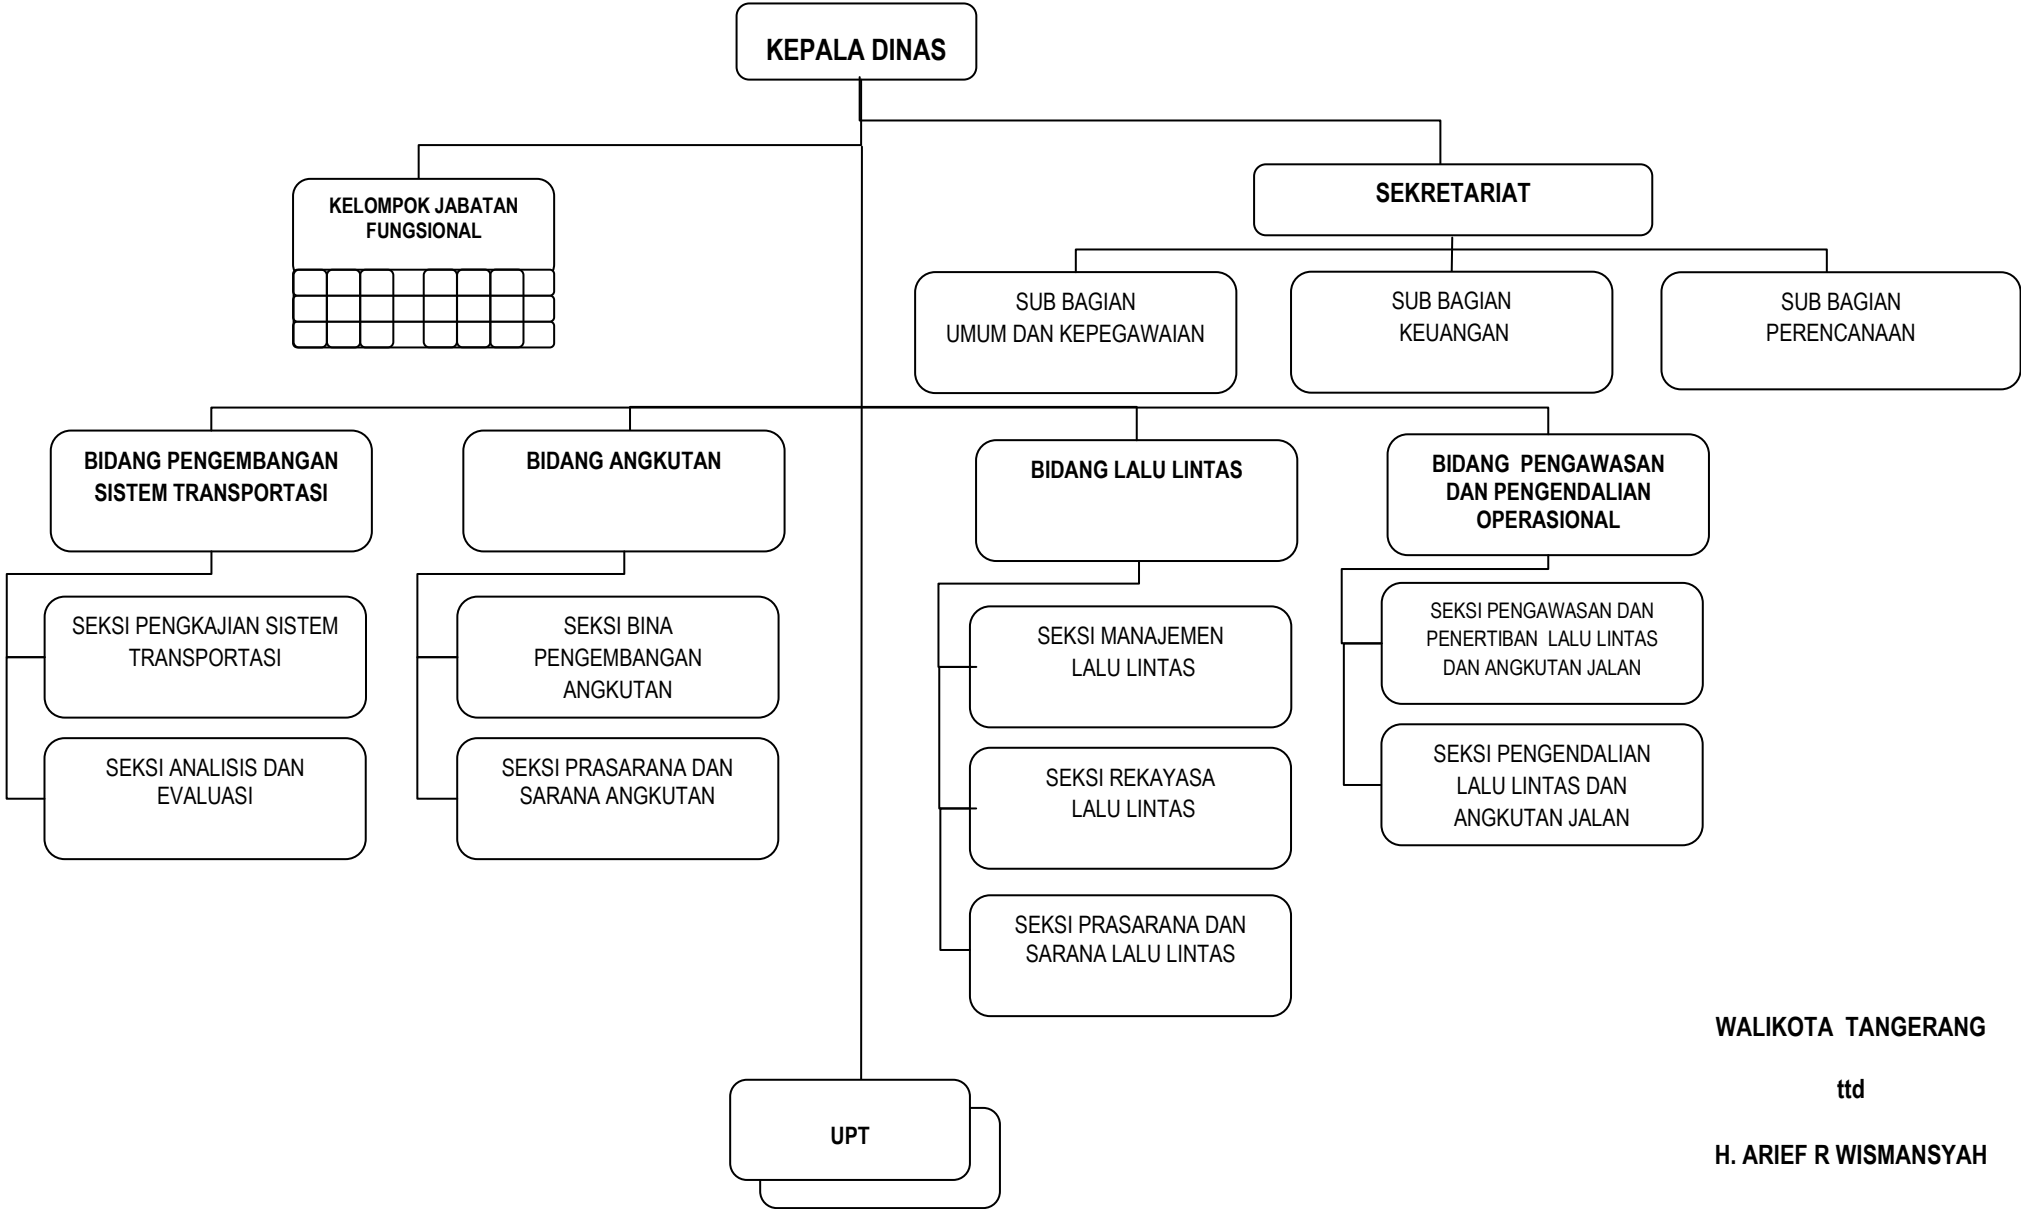 KEPALA DINAS
KELOMPOK JABATAN
FUNGSIONAL
SEKRETARIAT
SUB BAGIAN
UMUM DAN KEPEGAWAIAN
SUB BAGIAN
KEUANGAN
SUB BAGIAN
PERENCANAAN
BIDANG PENGEMBANGAN
SISTEM TRANSPORTASI
BIDANG ANGKUTAN
BIDANG LALU LINTAS
BIDANG PENGAWASAN
DAN PENGENDALIAN
OPERASIONAL
SEKSI PENGKAJIAN SISTEM
TRANSPORTASI
SEKSI ANALISIS DAN
EVALUASI
SEKSI BINA
PENGEMBANGAN
ANGKUTAN
SEKSI PRASARANA DAN
SARANA ANGKUTAN
SEKSI MANAJEMEN
LALU LINTAS
SEKSI REKAYASA
LALU LINTAS
SEKSI PRASARANA DAN
SARANA LALU LINTAS
SEKSI PENGAWASAN DAN
PENERTIBAN LALU LINTAS
DAN ANGKUTAN JALAN
SEKSI PENGENDALIAN
LALU LINTAS DAN
ANGKUTAN JALAN
UPT
WALIKOTA TANGERANG
ttd
H. ARIEF R WISMANSYAH